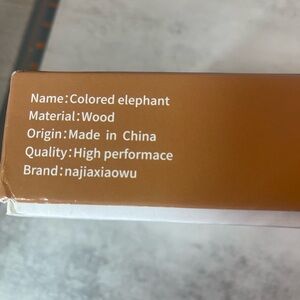 Name:Colored elephant
Material:Wood
Origin:Made in China
Quality:High performace
Brand:najiaxiaowu